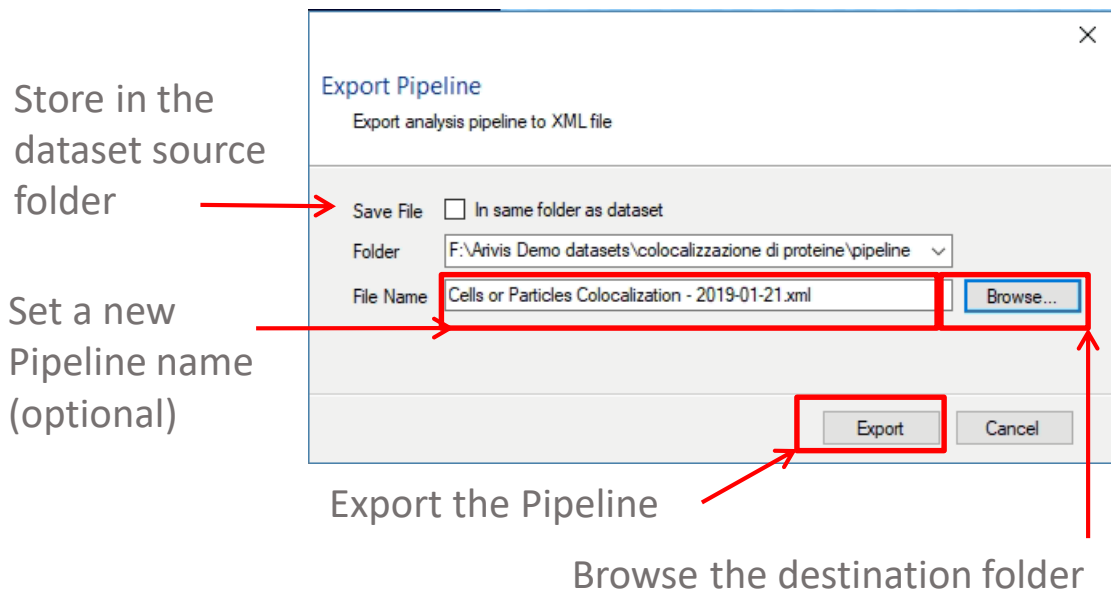 Store in the
dataset source
folder
Set a new
Pipeline name
(optional)
Export Pipeline
Export analysis pipeline to XML file
Save File In same folder as dataset
Folder F:\Arivis Demo datasets\colocalizzazione di proteine\pipeline
File Name Cells or Particles Colocalization - 2019-01-21.xml Browse...
Export Cancel
Export the Pipeline
Browse the destination folder